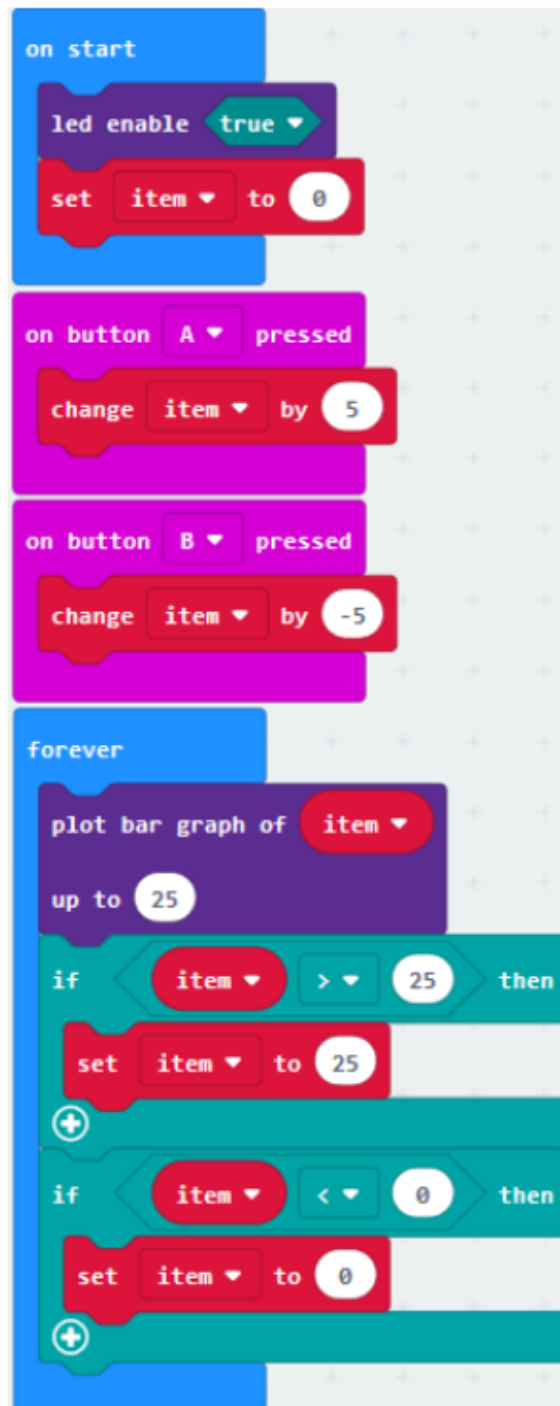 on start
led enable true
set item to 0
on button A pressed
change item by 5
on button B pressed
change item by -5
forever
plot bar graph of item
up to 25
if item > 25 then
set item to 25
if item < 0 then
set item to 0